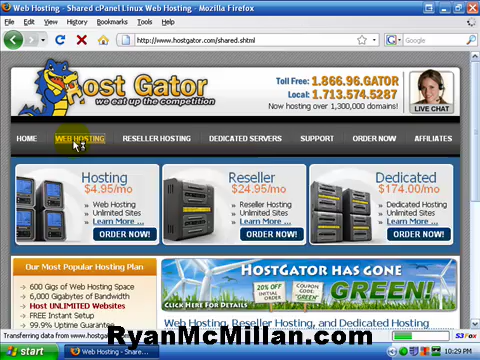 Web Hosting - Shared cPanel Linux Web Hosting - Mozilla Firefox
File Edit View History Bookmarks Tools Help
http://www.hostgator.com/shared.shtml
Google
Host Gator
we eat up the competition
Toll Free: 1.866.96.GATOR
Local: 1.713.574.5287
Now hosting over 1,300,000 domains!
LIVE CHAT
HOME WEB HOSTING RESELLER HOSTING DEDICATED SERVERS SUPPORT ORDER NOW AFFILIATES
Hosting
$4.95/mo
» Web Hosting
» Unlimited Sites
» Learn More ...
ORDER NOW!
Reseller
$24.95/mo
» Reseller Hosting
» Unlimited Sites
» Learn More ...
ORDER NOW!
Dedicated
$174.00/mo
» Dedicated Hosting
» Unlimited Sites
» Learn More ...
ORDER NOW!
Our Most Popular Hosting Plan
» 600 Gigs of Web Hosting Space
» 6,000 Gigabytes of Bandwidth
» Host UNLIMITED Websites
» FREE Instant Setup
» 99.9% Uptime Guarantee
HOSTGATOR HAS GONE
GREEN!
20% OFF
INITIAL
ORDER
COUPON
CODE:
"GREEN"
CLICK HERE FOR DETAILS
Web Hosting, Reseller Hosting, and Dedicated Hosting
Transferring data from www.hostgator.com...
S3Fox
RyanMcMillan.com
start
Web Hosting - Share...
10:29 PM